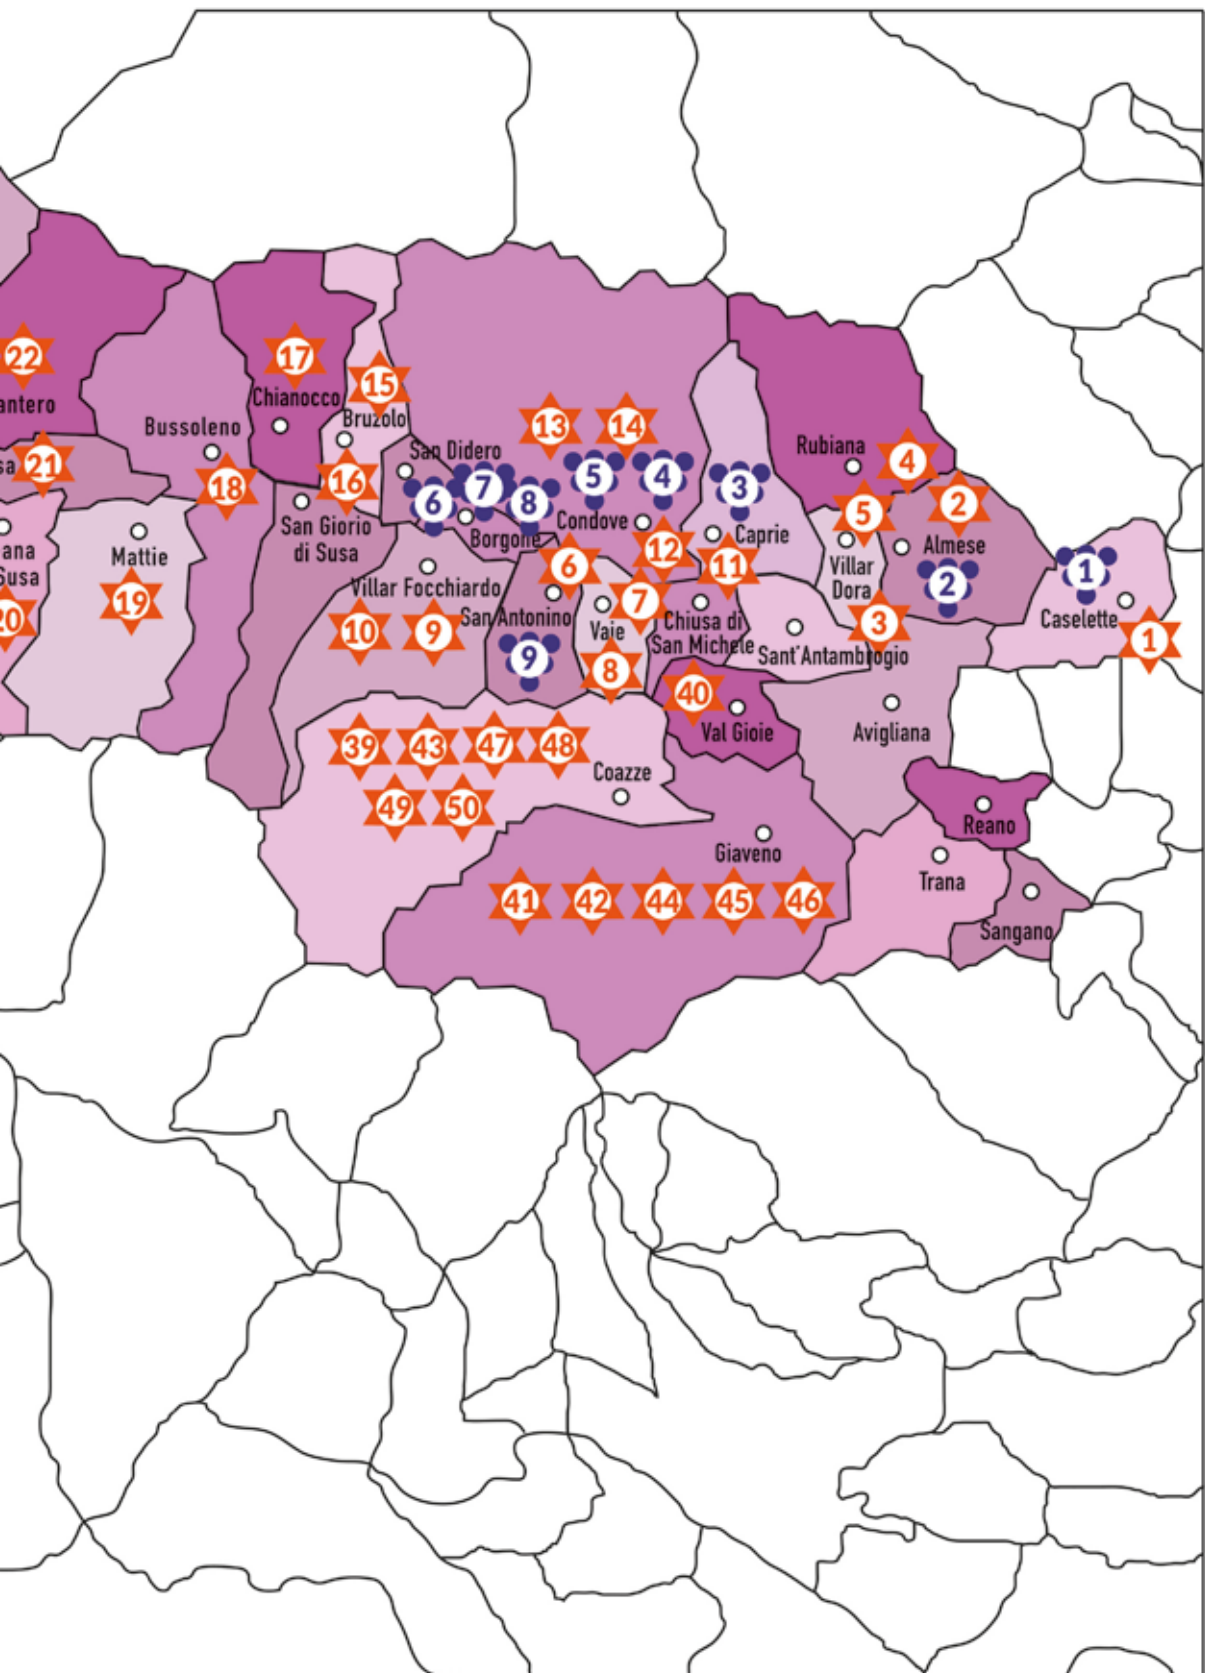 22
17
antero
Chianocco
15
Bruzolo
13
14
Bussoleno
San Didero
Rubiana
4
sa
21
18
16
6
7
8
5
4
3
5
2
San Giorio
di Susa
Condove
Borgone
12
Caprie
11
Villar
Dora
Almese
2
1
ana
Susa
Mattie
6
Villar Focchiardo
20
19
10
9
San Antonino
7
Vaie
Chiusa di
San Michele
3
Caselette
1
9
8
Sant'Antambrogio
40
Val Gioie
Avigliana
39
43
47
48
Coazze
49
50
Reano
Giaveno
Trana
41
42
44
45
46
Sangano